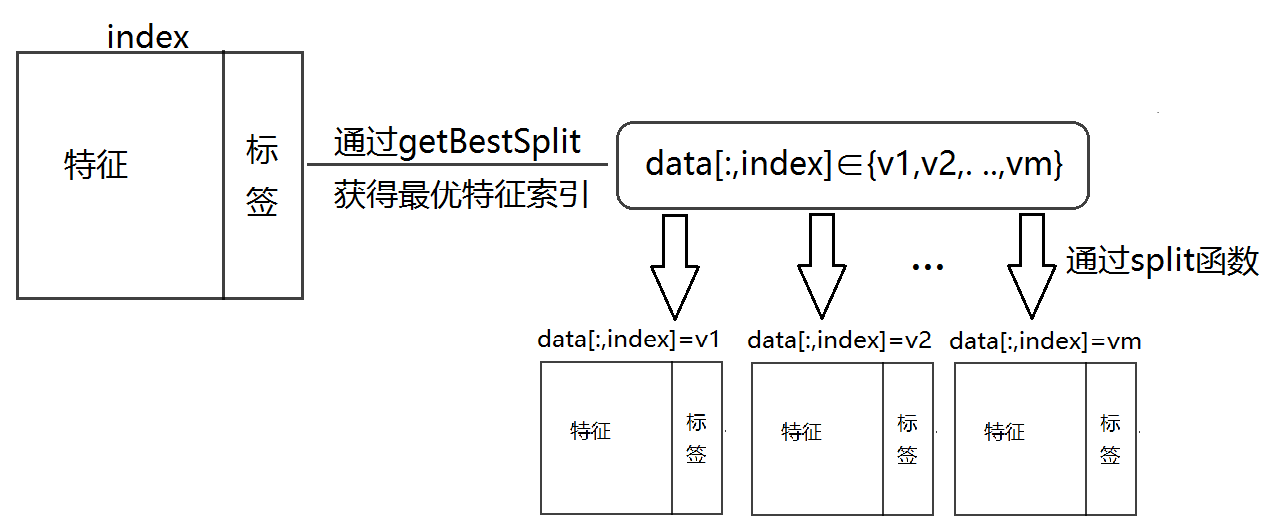 index
特征
标
签
通过getBestSplit
获得最优特征索引
data[:,index]∈{v1,v2,. ..,vm}
...
通过split函数
data[:,index]=v1
data[:,index]=v2
data[:,index]=vm
特征
标
签
特征
标
签
特征
标
签